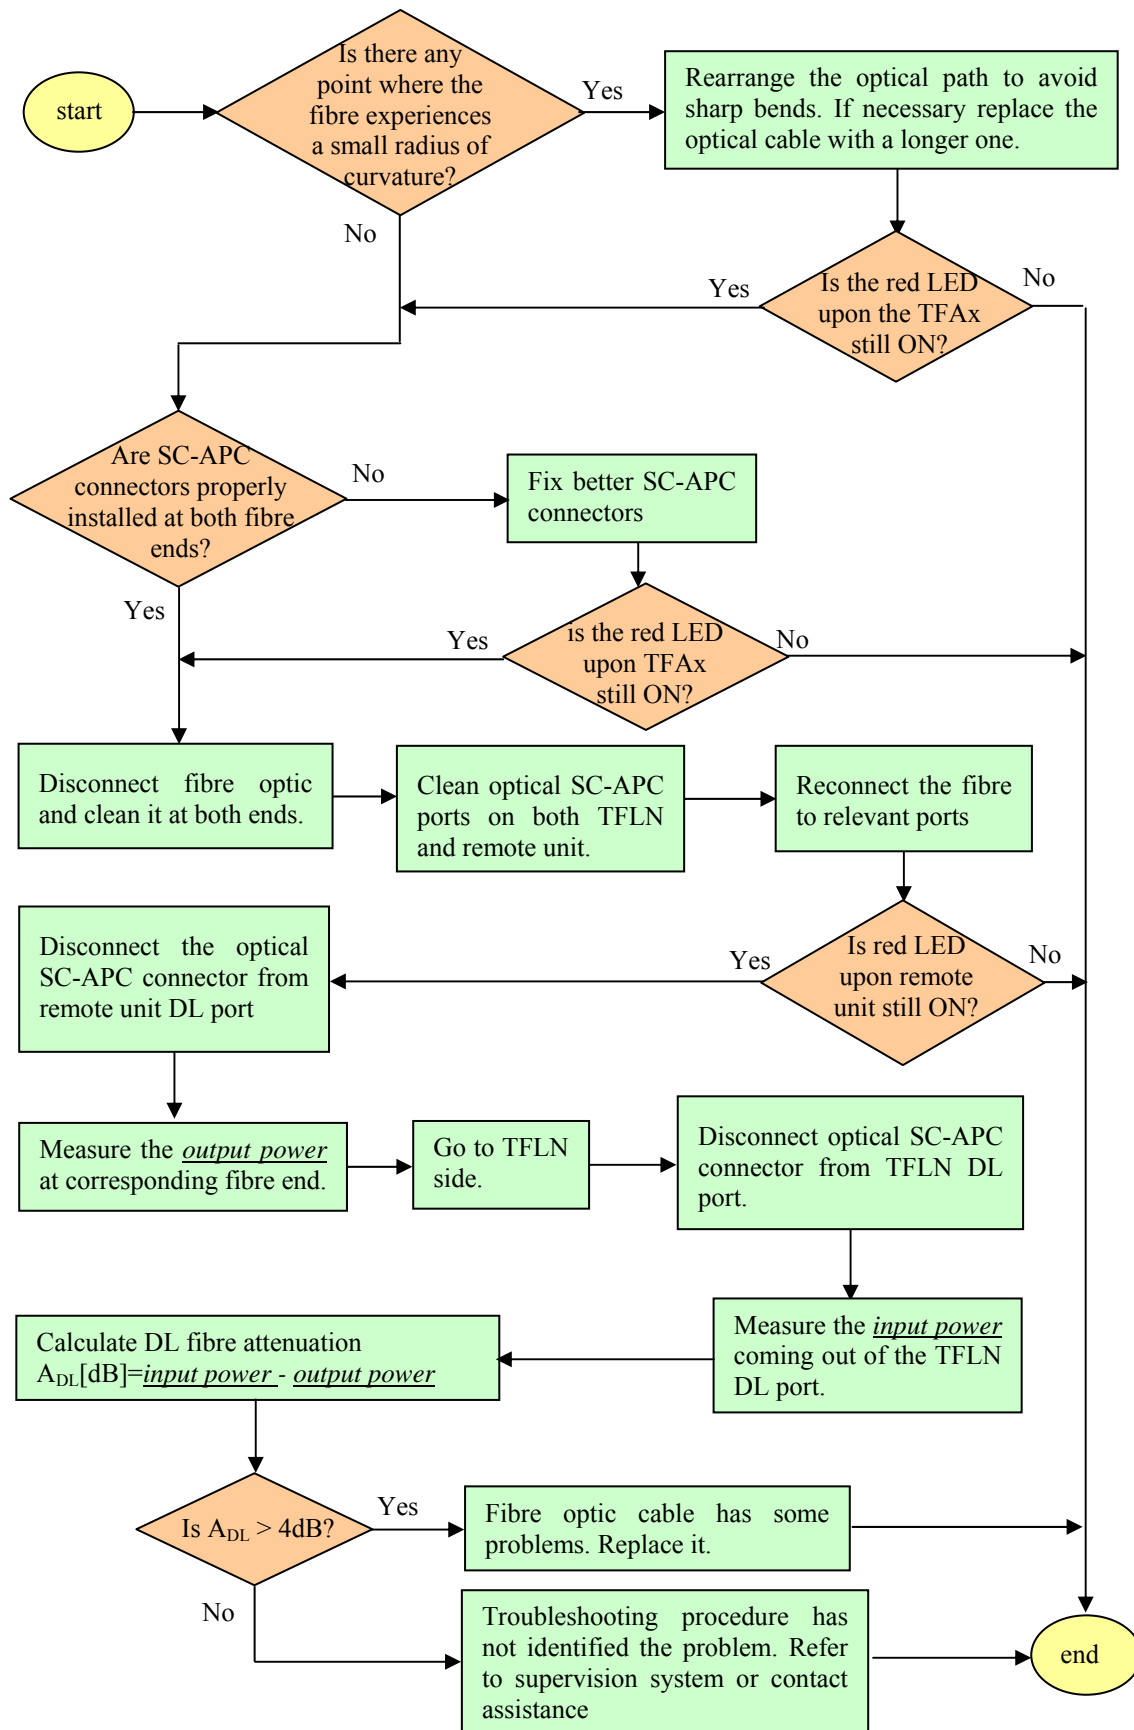 start
Is there any
point where the
fibre experiences
a small radius of
curvature?
Yes
Rearrange the optical path to avoid
sharp bends. If necessary replace the
optical cable with a longer one.
No
Is the red LED
upon the TFAx
still ON?
Yes
No
Are SC-APC
connectors properly
installed at both fibre
ends?
No
Fix better SC-APC
connectors
Yes
is the red LED
upon TFAx
still ON?
Yes
No
Disconnect fibre optic
and clean it at both ends.
Clean optical SC-APC
ports on both TFLN
and remote unit.
Reconnect the fibre
to relevant ports
Is red LED
upon remote
unit still ON?
Yes
No
Disconnect the optical
SC-APC connector from
remote unit DL port
Measure the output power
at corresponding fibre end.
Go to TFLN
side.
Disconnect optical SC-APC
connector from TFLN DL
port.
Measure the input power
coming out of the TFLN
DL port.
Calculate DL fibre attenuation
ADL[dB]=input power - output power
Is ADL > 4dB?
Yes
Fibre optic cable has some
problems. Replace it.
No
Troubleshooting procedure has
not identified the problem. Refer
to supervision system or contact
assistance
end